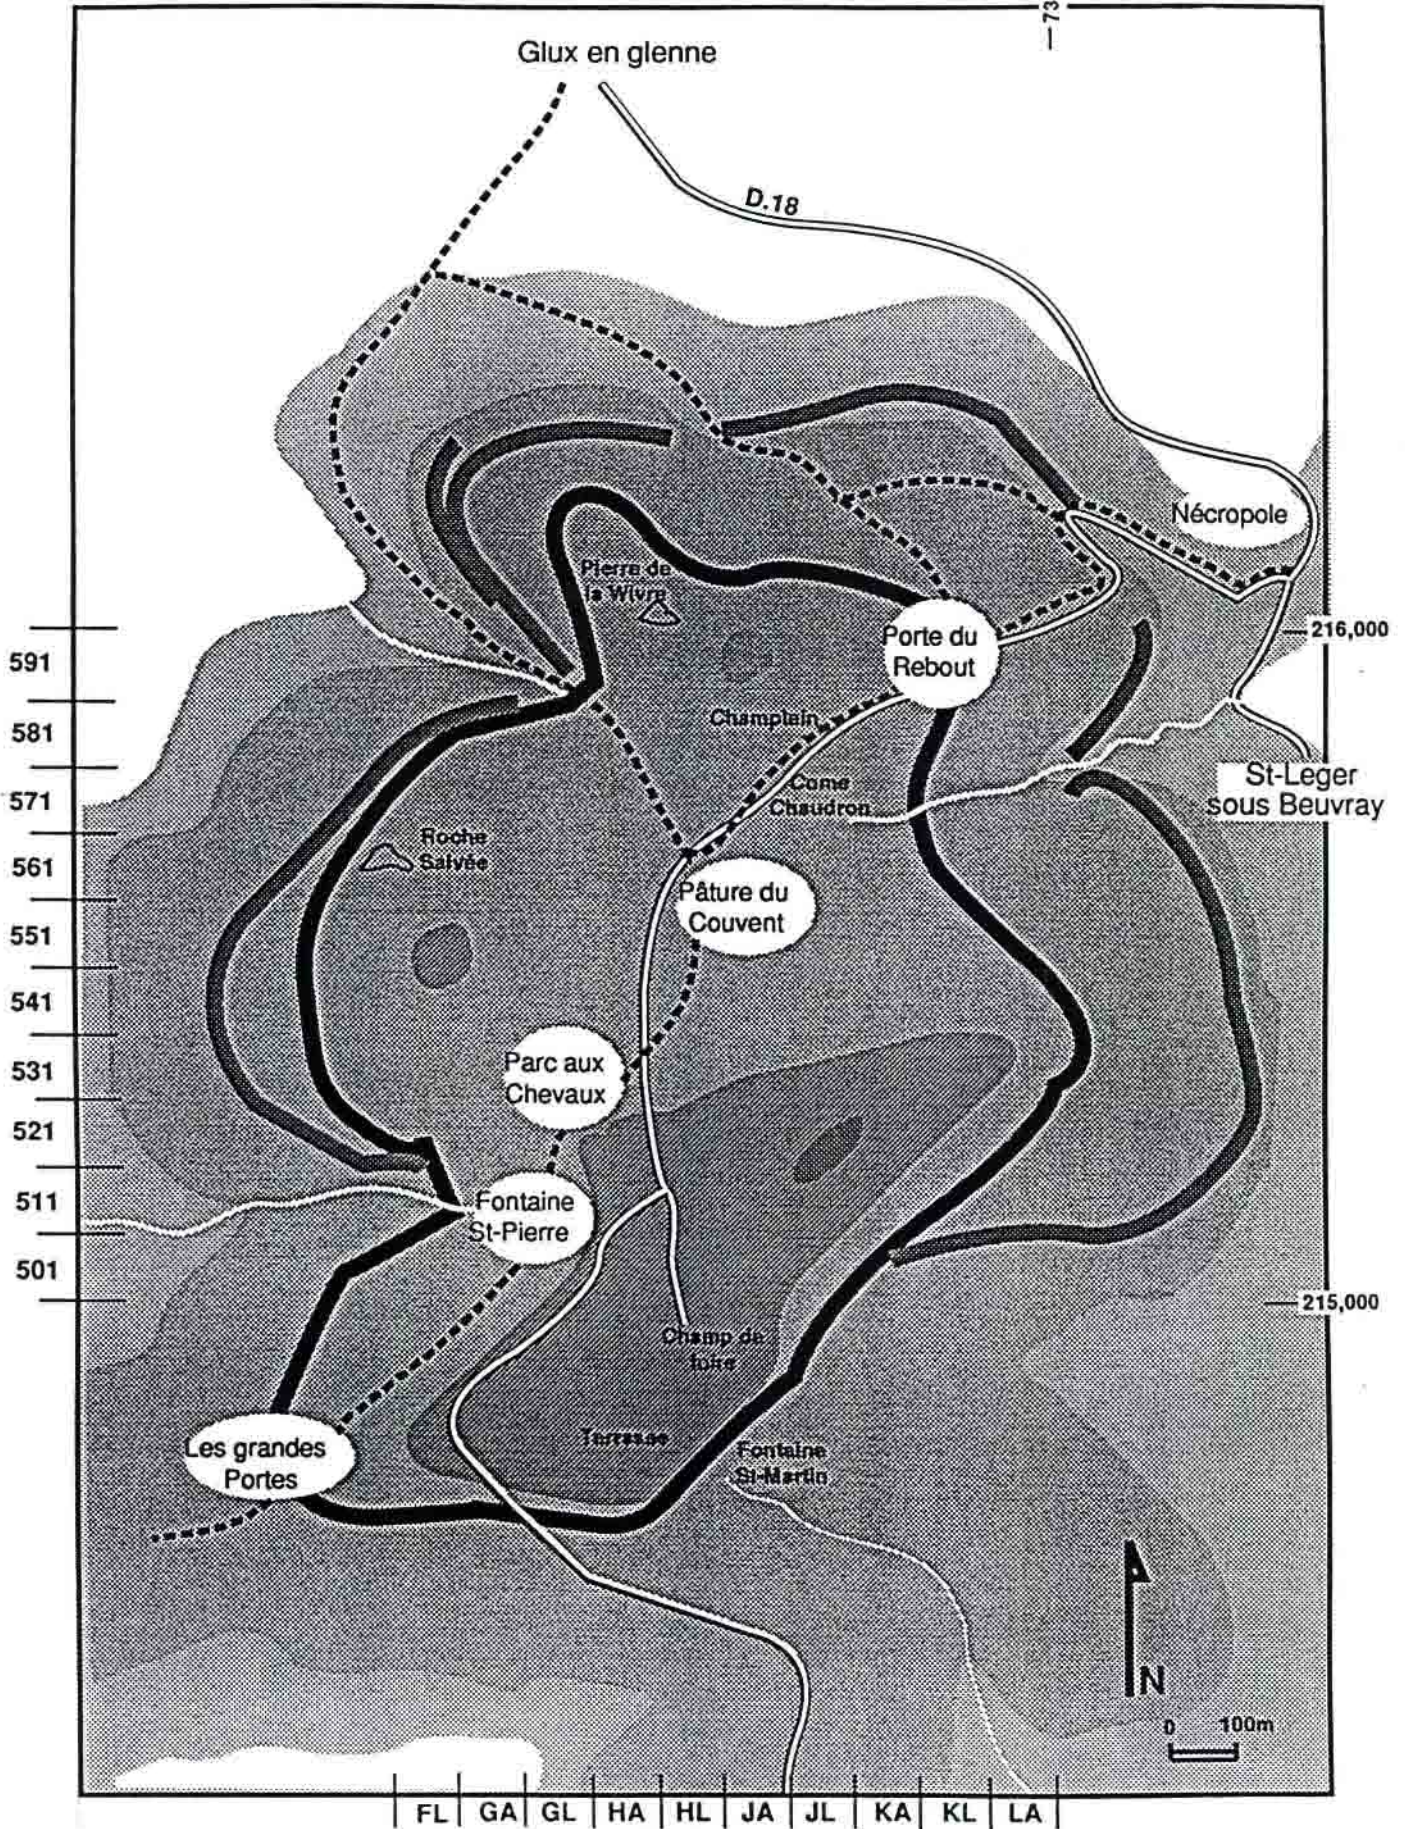 73
Glux en glenne
D.18
Nécropole
Pierre de
la Wivre
216,000
Porte du
Rebout
591
Champlain
581
St-Leger
sous Beuvray
Come
Chaudron
571
Roche
Salvée
561
Pâture du
Couvent
551
541
Parc aux
Chevaux
531
521
Fontaine
St-Pierre
511
501
215,000
Champ de
foire
Les grandes
Portes
Terrasse
Fontaine
St-Martin
N
0 100m
FL GA GL HA HL JA JL KA KL LA